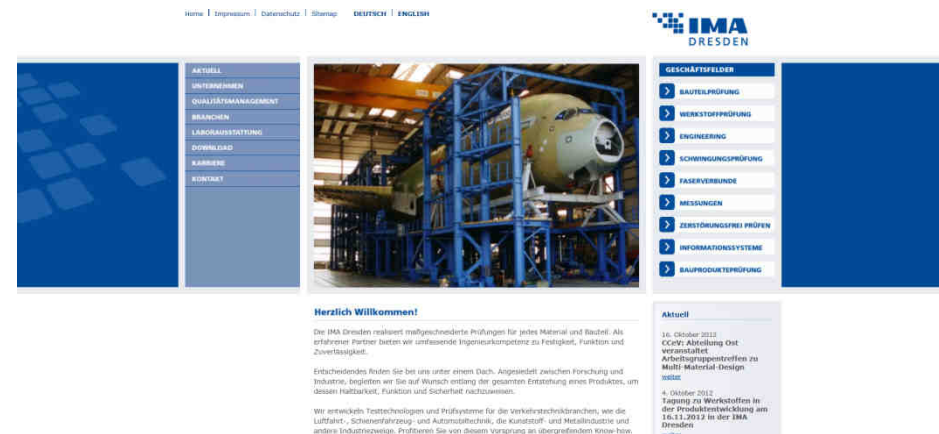 Home | Impressum | Datenschutz | Sitemap DEUTSCH | ENGLISH
IMA
DRESDEN
AKTUELL
UNTERNEHMEN
QUALITÄTSMANAGEMENT
BRANCHEN
LABORAUSSTATTUNG
DOWNLOAD
KARRIERE
KONTAKT
GESCHÄFTSFELDER
BAUTEILPRÜFUNG
WERKSTOFFPRÜFUNG
ENGINEERING
SCHWINGUNGSPRÜFUNG
FASERVERBUNDE
MESSUNGEN
ZERSTÖRUNGSFREI PRÜFEN
INFORMATIONSSYSTEME
BAUPRODUKTEPRÜFUNG
Herzlich Willkommen!
Die IMA Dresden realisiert maßgeschneiderte Prüfungen für jedes Material und Bauteil. Als
erfahrener Partner bieten wir umfassende Ingenieurkompetenz zu Festigkeit, Funktion und
Zuverlässigkeit.
Entscheidendes finden Sie bei uns unter einem Dach. Angesiedelt zwischen Forschung und
Industrie, begleiten wir Sie auf Wunsch entlang der gesamten Entstehung eines Produktes, um
dessen Haltbarkeit, Funktion und Sicherheit nachzuweisen.
Wir entwickeln Testtechnologien und Prüfsysteme für die Verkehrstechnikbranchen, wie die
Luftfahrt-, Schienenfahrzeug- und Automobiltechnik, die Kunststoff- und Metallindustrie und
andere Industriezweige. Profitieren Sie von diesem Vorsprung an übergreifendem Know-how.
Aktuell
16. Oktober 2012
CCeV: Abteilung Ost
veranstaltet
Arbeitsgruppentreffen zu
Multi-Material-Design
weiter
4. Oktober 2012
Tagung zu Werkstoffen in
der Produktentwicklung am
16.11.2012 in der IMA
Dresden